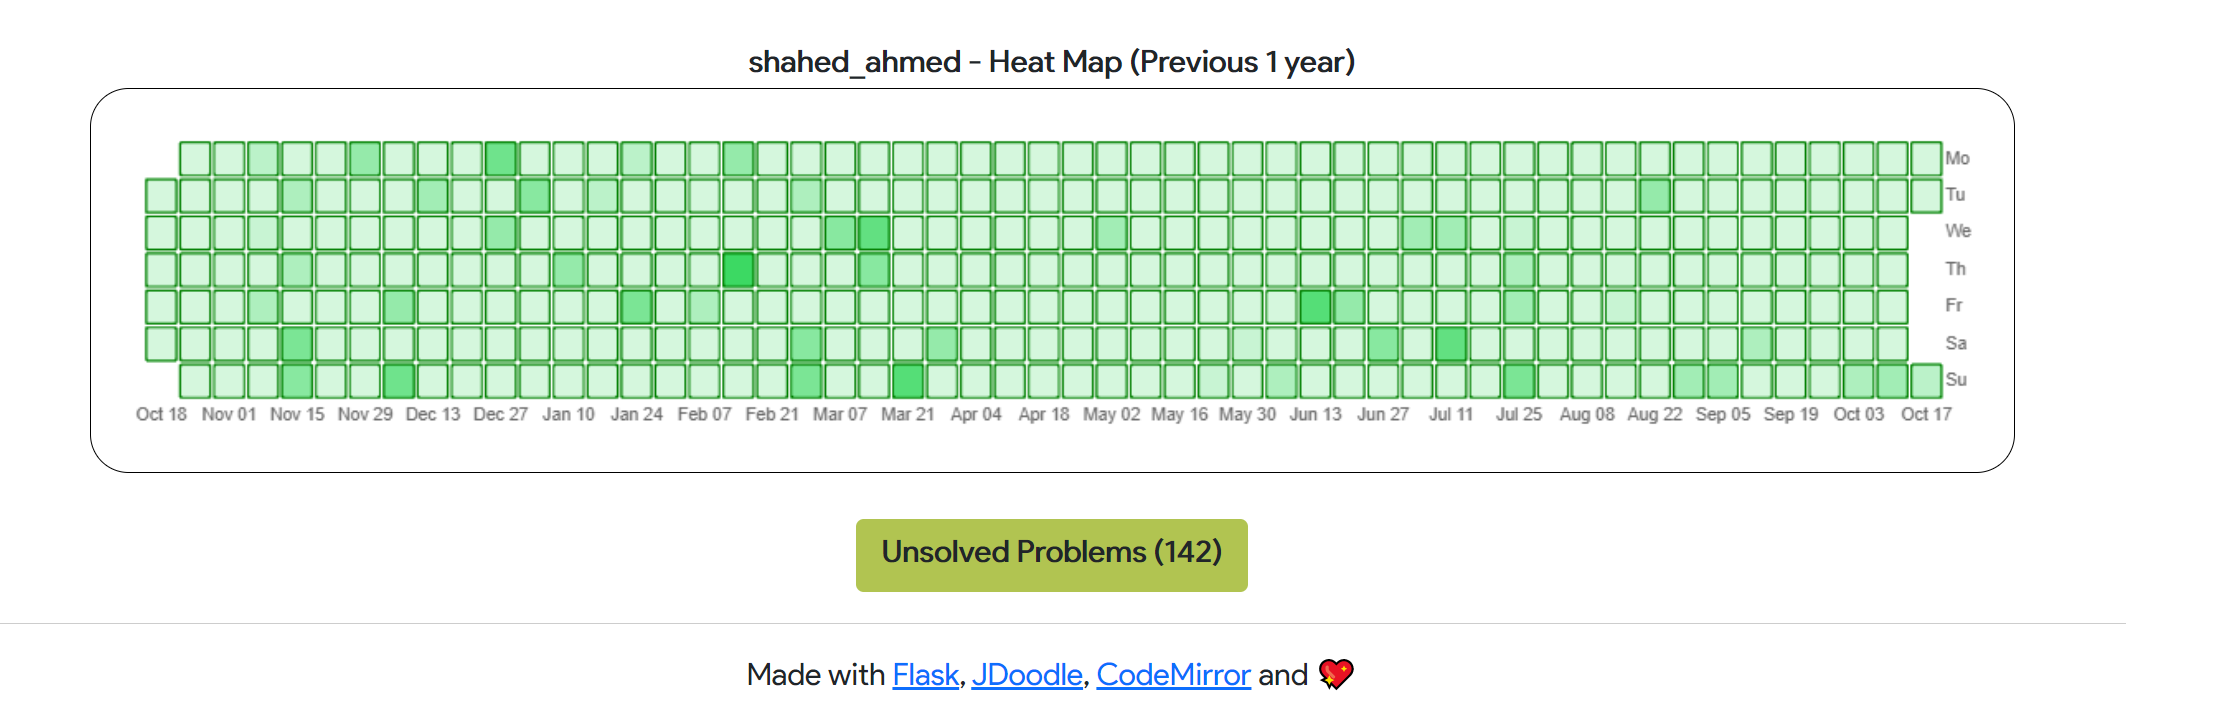 shahed_ahmed - Heat Map (Previous 1 year)
Mo
Tu
We
Th
Fr
Sa
Su
Oct 18 Nov 01 Nov 15 Nov 29 Dec 13 Dec 27 Jan 10 Jan 24 Feb 07 Feb 21 Mar 07 Mar 21 Apr 04 Apr 18 May 02 May 16 May 30 Jun 13 Jun 27 Jul 11 Jul 25 Aug 08 Aug 22 Sep 05 Sep 19 Oct 03 Oct 17
Unsolved Problems (142)
Made with Flask, JDoodle, CodeMirror and 💖